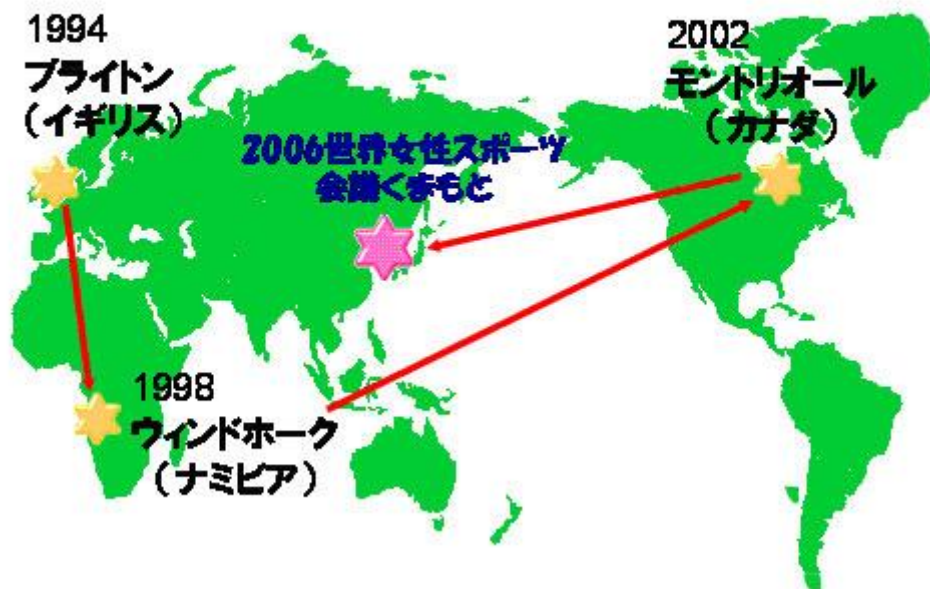 1994
ブライトン
（イギリス）
2002
モントリオール
（カナダ）
2006世界女性スポーツ
会議くまもと
1998
ウィンドホーク
（ナミビア）